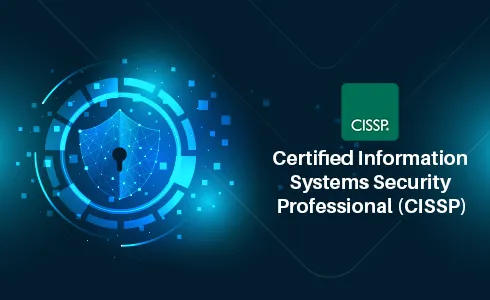 CISSP®
Certified Information
Systems Security
Professional (CISSP)